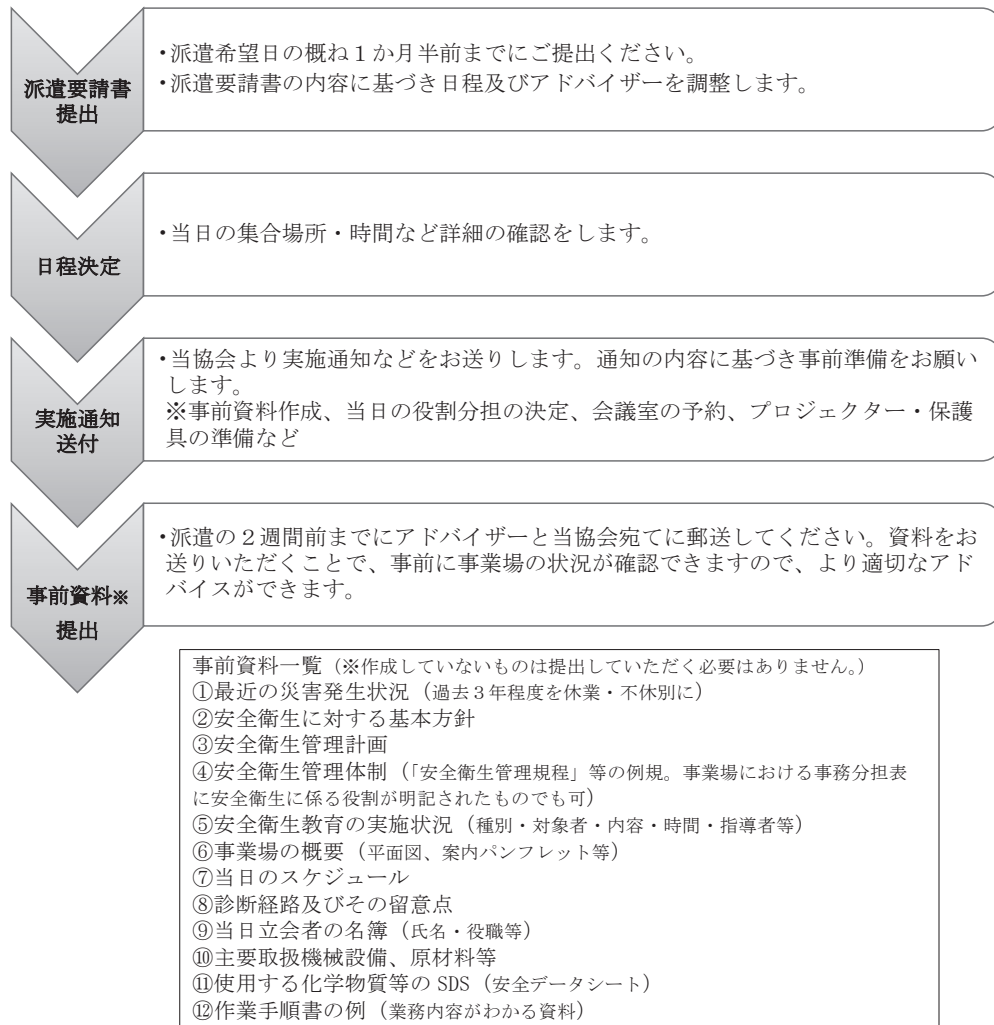 派遣要請書
提出
・派遣希望日の概ね１か月半前までにご提出ください。
・派遣要請書の内容に基づき日程及びアドバイザーを調整します。
日程決定
・当日の集合場所・時間など詳細の確認をします。
実施通知
送付
・当協会より実施通知などをお送りします。通知の内容に基づき事前準備をお願い
します。
※事前資料作成、当日の役割分担の決定、会議室の予約、プロジェクター・保護
具の準備など
事前資料※
提出
・派遣の２週間前までにアドバイザーと当協会宛てに郵送してください。資料をお
送りいただくことで、事前に事業場の状況が確認できますので、より適切なアド
バイスができます。
事前資料一覧（※作成していないものは提出していただく必要はありません。）
①最近の災害発生状況（過去３年程度を休業・不休別に）
②安全衛生に対する基本方針
③安全衛生管理計画
④安全衛生管理体制（「安全衛生管理規程」等の例規。事業場における事務分担表
に安全衛生に係る役割が明記されたものでも可）
⑤安全衛生教育の実施状況（種別・対象者・内容・時間・指導者等）
⑥事業場の概要（平面図、案内パンフレット等）
⑦当日のスケジュール
⑧診断経路及びその留意点
⑨当日立会者の名簿（氏名・役職等）
⑩主要取扱機械設備、原材料等
⑪使用する化学物質等の SDS（安全データシート）
⑫作業手順書の例（業務内容がわかる資料）